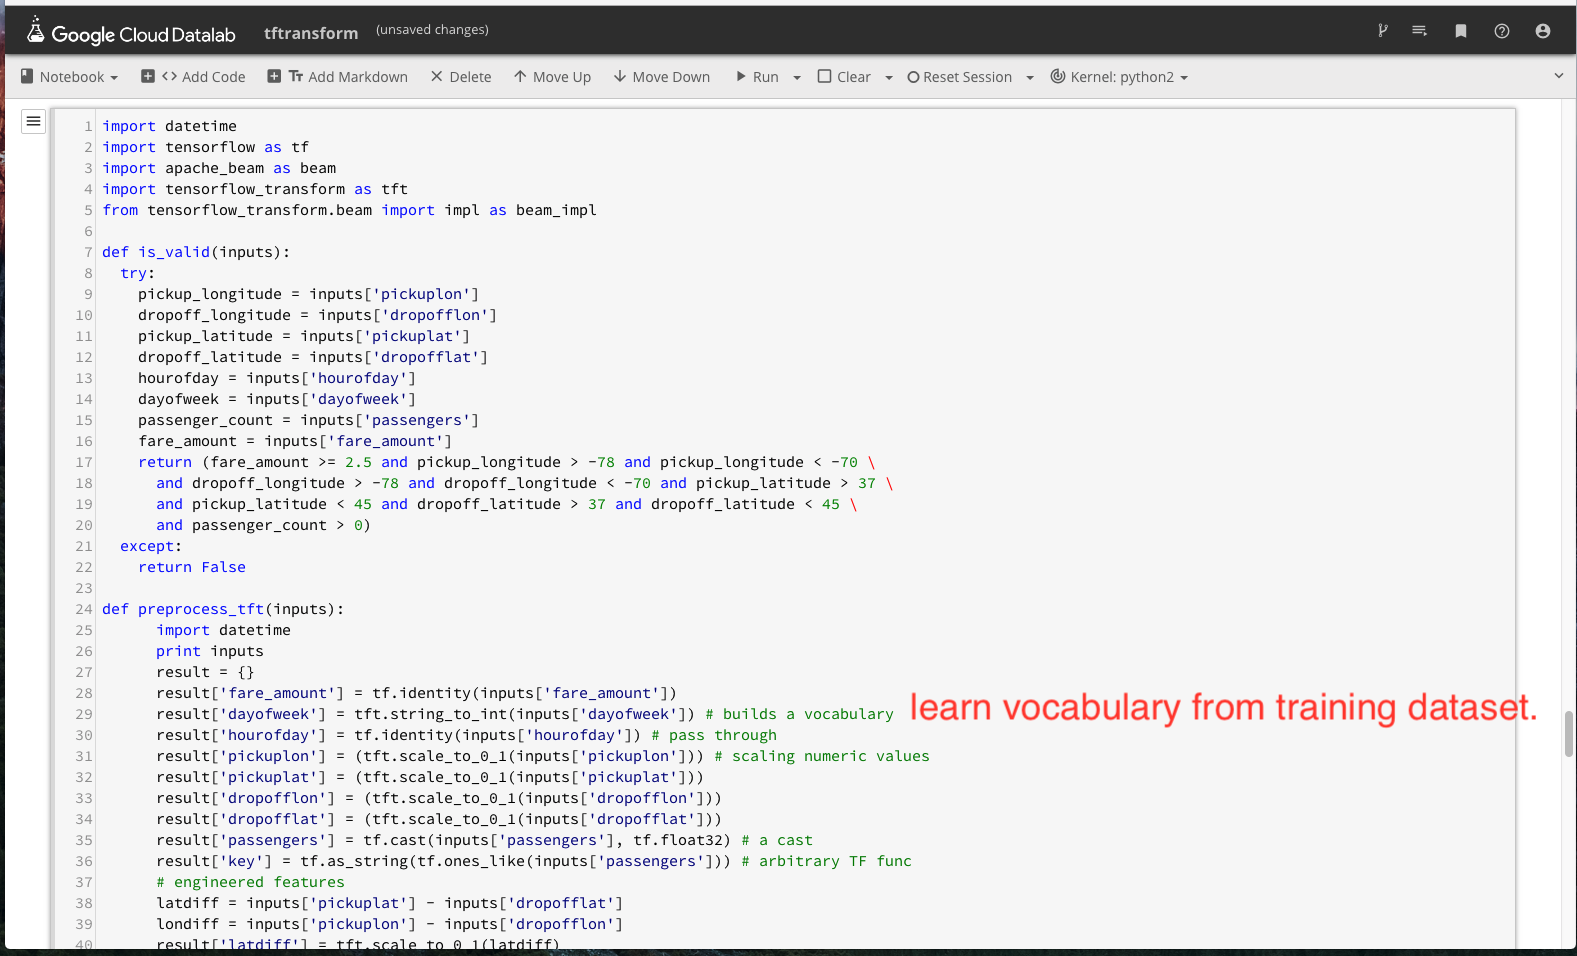 Google Cloud Datalab tftransform (unsaved changes)
Notebook Add Code Tт Add Markdown Delete Move Up Move Down Run Clear Reset Session Kernel: python2
1 import datetime
2 import tensorflow as tf
3 import apache_beam as beam
4 import tensorflow_transform as tft
5 from tensorflow_transform.beam import impl as beam_impl
6
7 def is_valid(inputs):
8   try:
9     pickup_longitude = inputs['pickuplon']
10     dropoff_longitude = inputs['dropofflon']
11     pickup_latitude = inputs['pickuplat']
12     dropoff_latitude = inputs['dropofflat']
13     hourofday = inputs['hourofday']
14     dayofweek = inputs['dayofweek']
15     passenger_count = inputs['passengers']
16     fare_amount = inputs['fare_amount']
17     return (fare_amount >= 2.5 and pickup_longitude > -78 and pickup_longitude < -70 \
18       and dropoff_longitude > -78 and dropoff_longitude < -70 and pickup_latitude > 37 \
19       and pickup_latitude < 45 and dropoff_latitude > 37 and dropoff_latitude < 45 \
20       and passenger_count > 0)
21   except:
22     return False
23
24 def preprocess_tft(inputs):
25       import datetime
26       print inputs
27       result = {}
28       result['fare_amount'] = tf.identity(inputs['fare_amount'])
29       result['dayofweek'] = tft.string_to_int(inputs['dayofweek']) # builds a vocabulary learn vocabulary from training dataset.
30       result['hourofday'] = tf.identity(inputs['hourofday']) # pass through
31       result['pickuplon'] = (tft.scale_to_0_1(inputs['pickuplon'])) # scaling numeric values
32       result['pickuplat'] = (tft.scale_to_0_1(inputs['pickuplat']))
33       result['dropofflon'] = (tft.scale_to_0_1(inputs['dropofflon']))
34       result['dropofflat'] = (tft.scale_to_0_1(inputs['dropofflat']))
35       result['passengers'] = tf.cast(inputs['passengers'], tf.float32) # a cast
36       result['key'] = tf.as_string(tf.ones_like(inputs['passengers'])) # arbitrary TF func
37       # engineered features
38       latdiff = inputs['pickuplat'] - inputs['dropofflat']
39       londiff = inputs['pickuplon'] - inputs['dropofflon']
40       result['latdiff'] = tft.scale_to_0_1(latdiff)